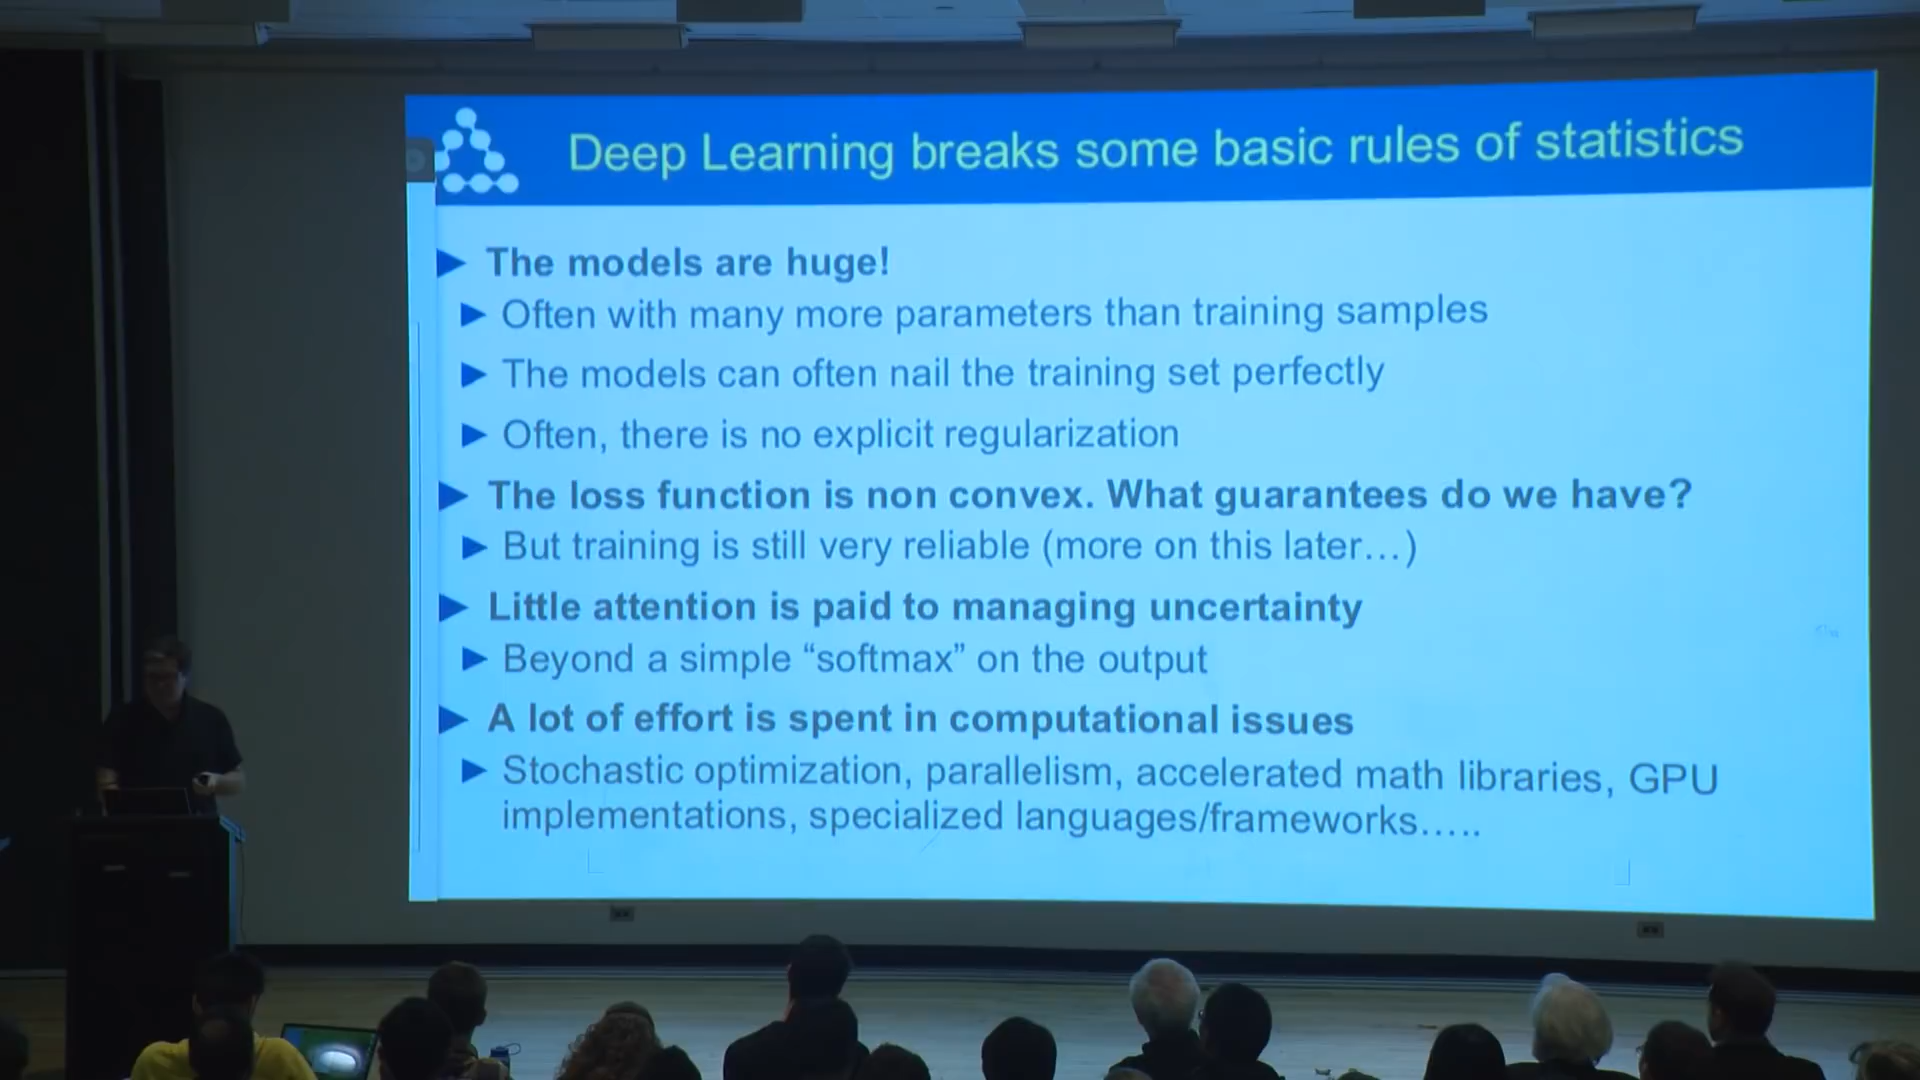 Deep Learning breaks some basic rules of statistics
The models are huge!
Often with many more parameters than training samples
The models can often nail the training set perfectly
Often, there is no explicit regularization
The loss function is non convex. What guarantees do we have?
But training is still very reliable (more on this later…)
Little attention is paid to managing uncertainty
Beyond a simple “softmax” on the output
A lot of effort is spent in computational issues
Stochastic optimization, parallelism, accelerated math libraries, GPU
implementations, specialized languages/frameworks…..